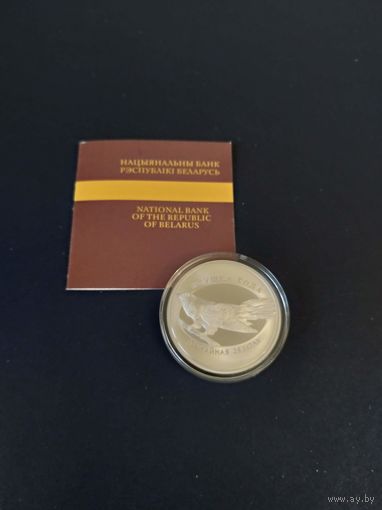 НАЦЫЯНАЛЬНЫ БАНК
РЭСПУБЛІКІ БЕЛАРУСЬ
NATIONAL BANK
OF THE REPUBLIC
OF BELARUS
www.ay.by